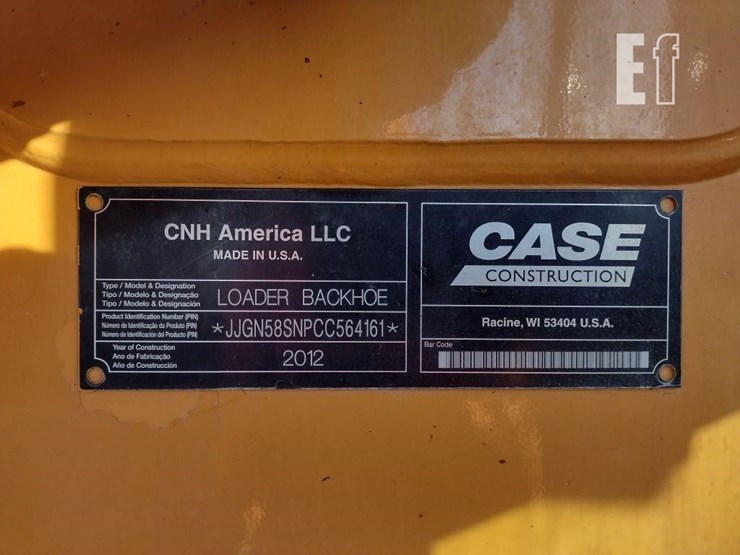 Ef
CNH America LLC
MADE IN U.S.A.
Type / Model & Designation
Tipo / Modelo & Designação
Tipo / Modelo & Designación
LOADER BACKHOE
Product Identification Number (PIN)
Número de Identificação do Produto (PIN)
Número de Identificación del Producto (PIN)
*JJGN58SNPCC564161*
Year of Construction
Ano de Fabricação
Año de Construcción
2012
CASE
CONSTRUCTION
Racine, WI 53404 U.S.A.
Bar Code